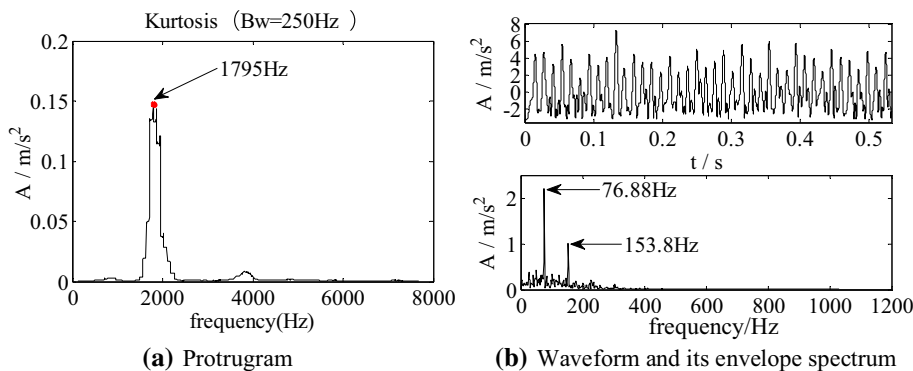 Kurtosis（Bw=250Hz ）
0.2
0.15
0.1
0.05
0
A / m/s²
1795Hz
0
2000
4000
6000
8000
frequency(Hz)
(a) Protrugram
8
6
4
2
0
-2
A / m/s²
0
0.1
0.2
0.3
0.4
0.5
t / s
2
1
0
A / m/s²
76.88Hz
153.8Hz
0
200
400
600
800
1000
1200
frequency/Hz
(b) Waveform and its envelope spectrum